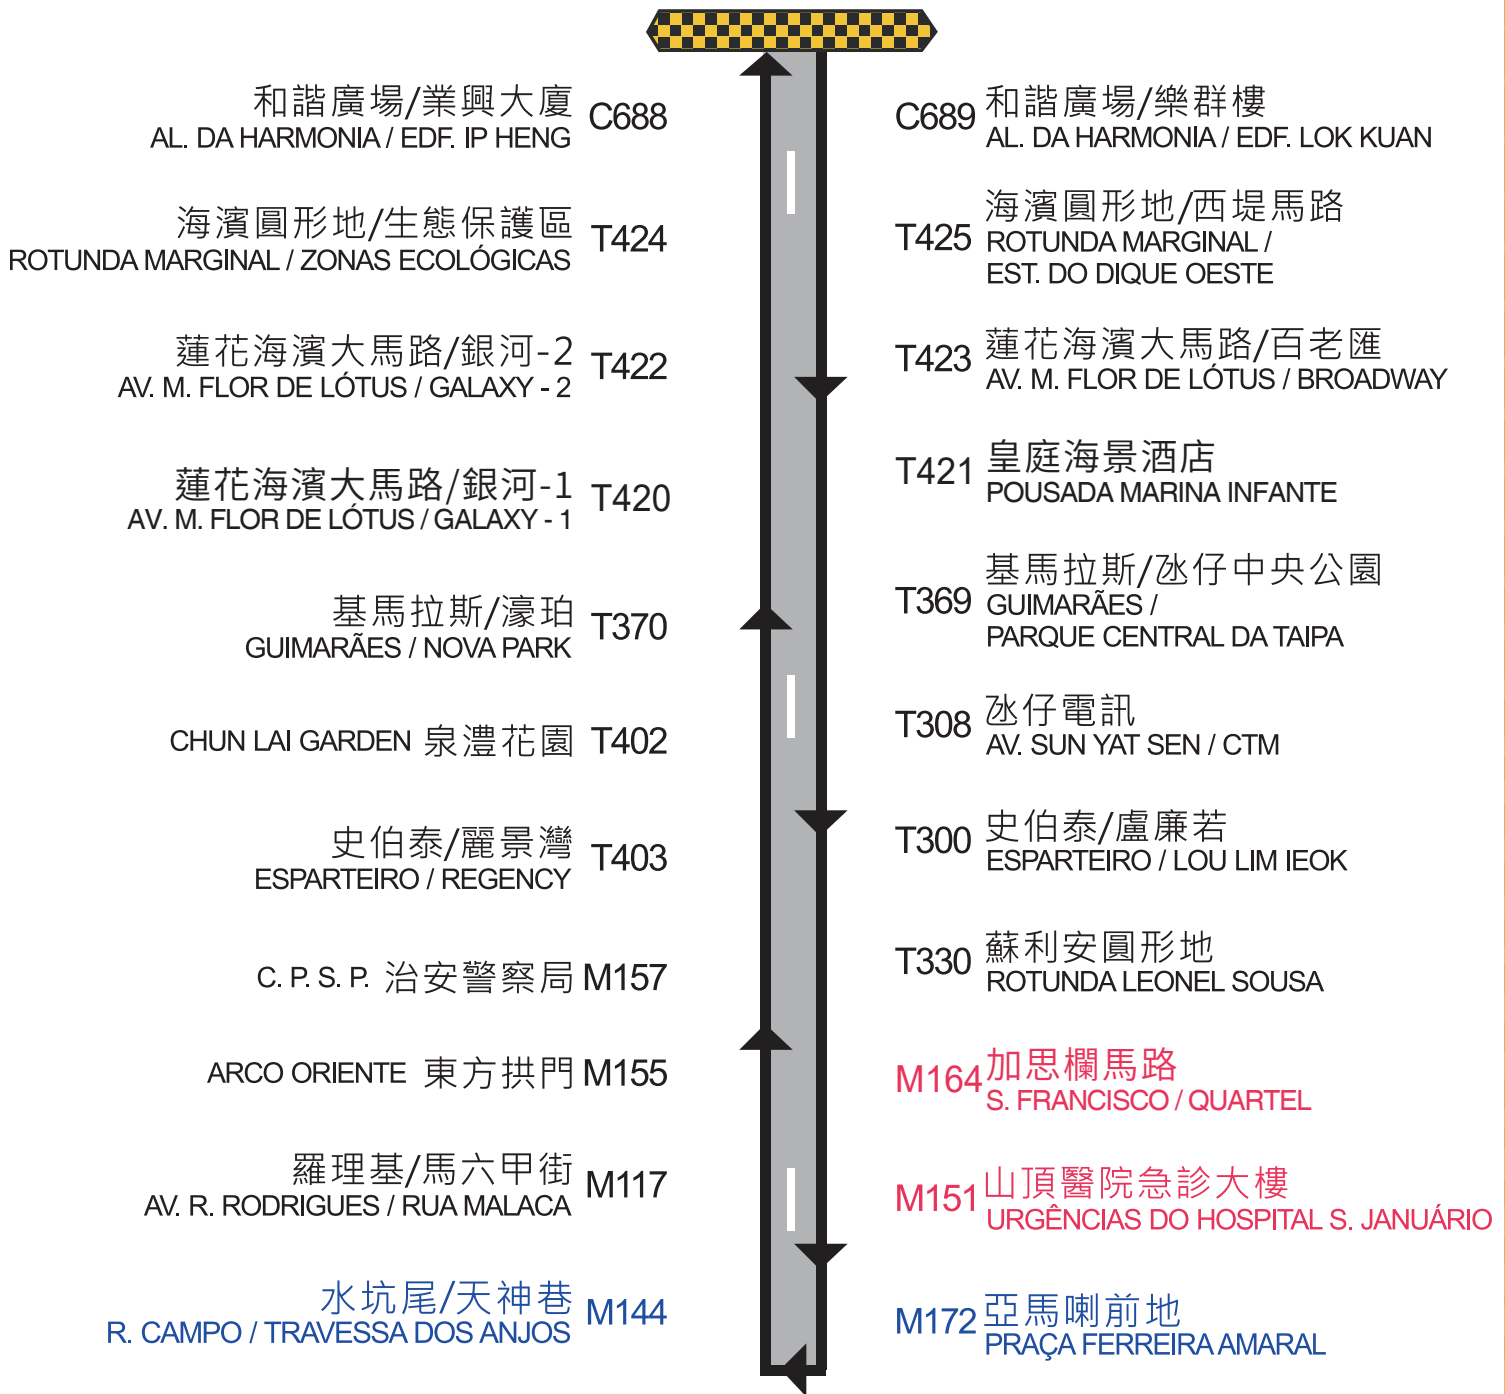 和諧廣場/業興大廈 C688
AL. DA HARMONIA / EDF. IP HENG
海濱圓形地/生態保護區 T424
ROTUNDA MARGINAL / ZONAS ECOLÓGICAS
蓮花海濱大馬路/銀河-2 T422
AV. M. FLOR DE LÓTUS / GALAXY - 2
蓮花海濱大馬路/銀河-1 T420
AV. M. FLOR DE LÓTUS / GALAXY - 1
基馬拉斯/濠珀 T370
GUIMARÃES / NOVA PARK
CHUN LAI GARDEN 泉澧花園 T402
史伯泰/麗景灣 T403
ESPARTEIRO / REGENCY
C. P. S. P. 治安警察局 M157
ARCO ORIENTE 東方拱門 M155
羅理基/馬六甲街 M117
AV. R. RODRIGUES / RUA MALACA
水坑尾/天神巷 M144
R. CAMPO / TRAVESSA DOS ANJOS
C689 和諧廣場/樂群樓
AL. DA HARMONIA / EDF. LOK KUAN
T425 海濱圓形地/西堤馬路
ROTUNDA MARGINAL /
EST. DO DIQUE OESTE
T423 蓮花海濱大馬路/百老匯
AV. M. FLOR DE LÓTUS / BROADWAY
T421 皇庭海景酒店
POUSADA MARINA INFANTE
T369 基馬拉斯/氹仔中央公園
GUIMARÃES /
PARQUE CENTRAL DA TAIPA
T308 氹仔電訊
AV. SUN YAT SEN / CTM
T300 史伯泰/盧廉若
ESPARTEIRO / LOU LIM IEOK
T330 蘇利安圓形地
ROTUNDA LEONEL SOUSA
M164 加思欄馬路
S. FRANCISCO / QUARTEL
M151 山頂醫院急診大樓
URGÊNCIAS DO HOSPITAL S. JANUÁRIO
M172 亞馬喇前地
PRAÇA FERREIRA AMARAL